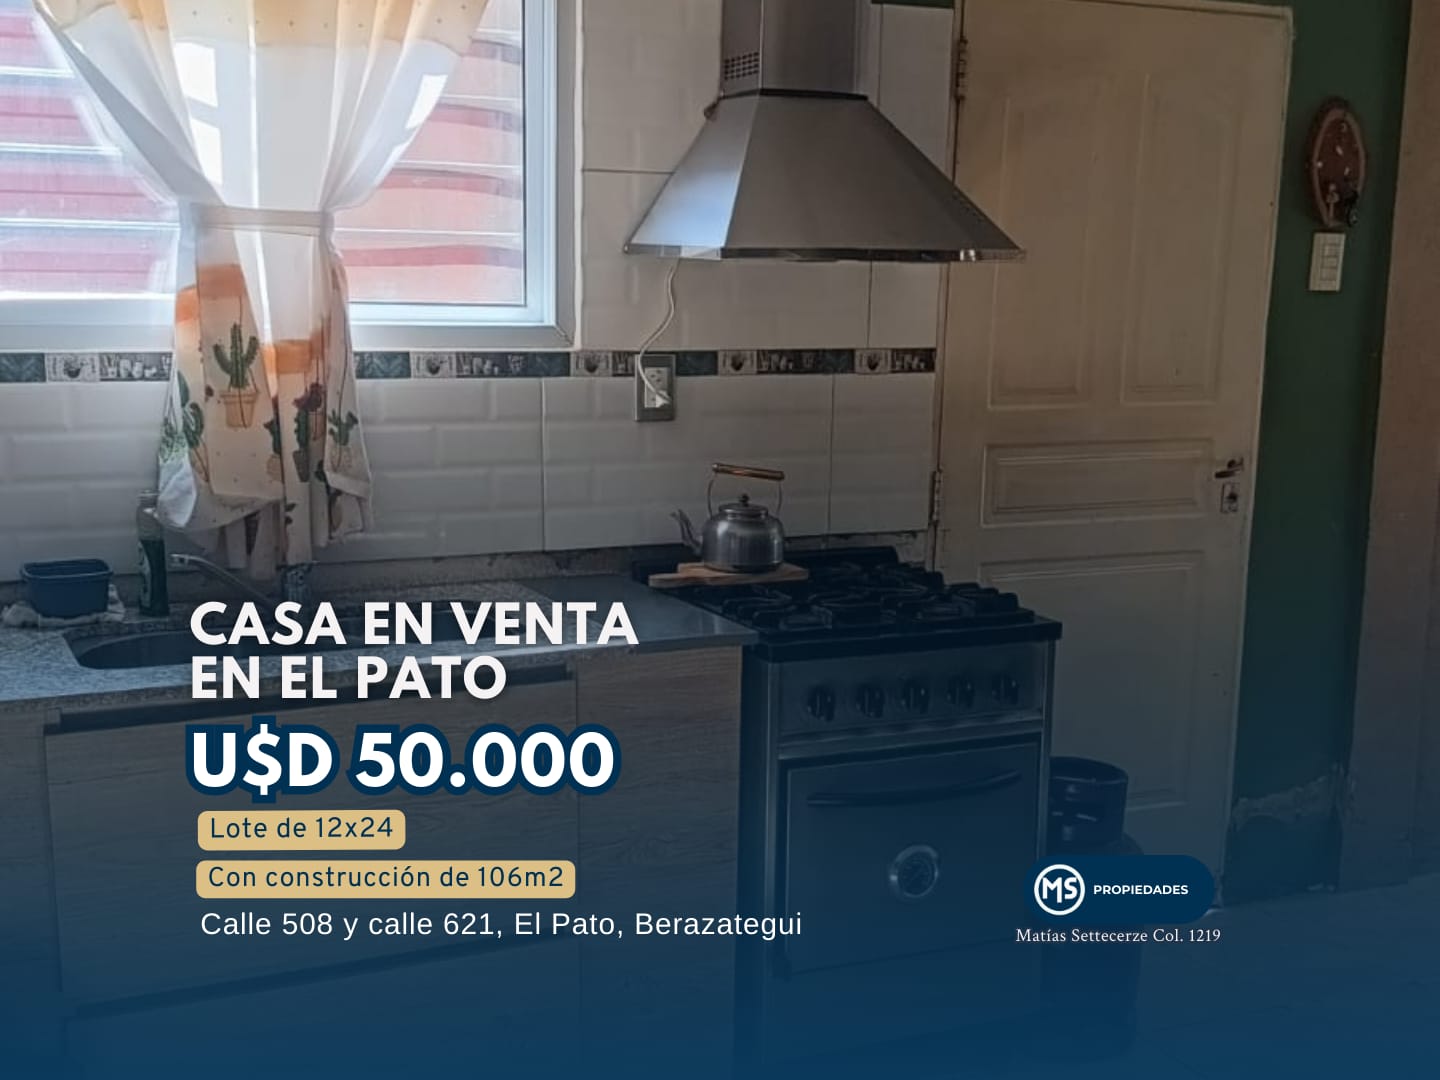 CASA EN VENTA
EN EL PATO
U$D 50.000
Lote de 12x24
Con construcción de 106m2
Calle 508 y calle 621, El Pato, Berazategui
MS PROPIEDADES
Matías Settecerze Col. 1219